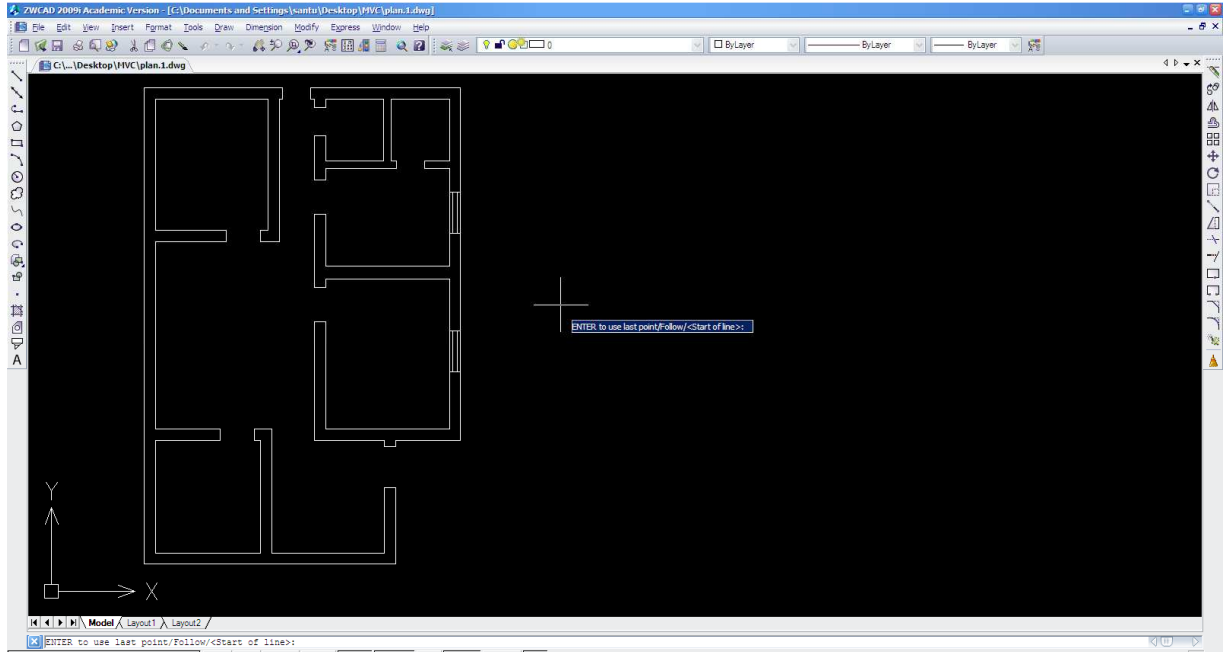 ZWCAD 2009i Academic Version - [C:\Documents and Settings\santu\Desktop\MVC\plan.1.dwg]
File Edit View Insert Format Tools Draw Dimension Modify Express Window Help
0 ByLayer ByLayer ByLayer
C:\...\Desktop\MVC\plan.1.dwg
ENTER to use last point/Follow/<Start of line>:
Y
X
Model Layout1 Layout2
ENTER to use last point/Follow/<Start of line>: